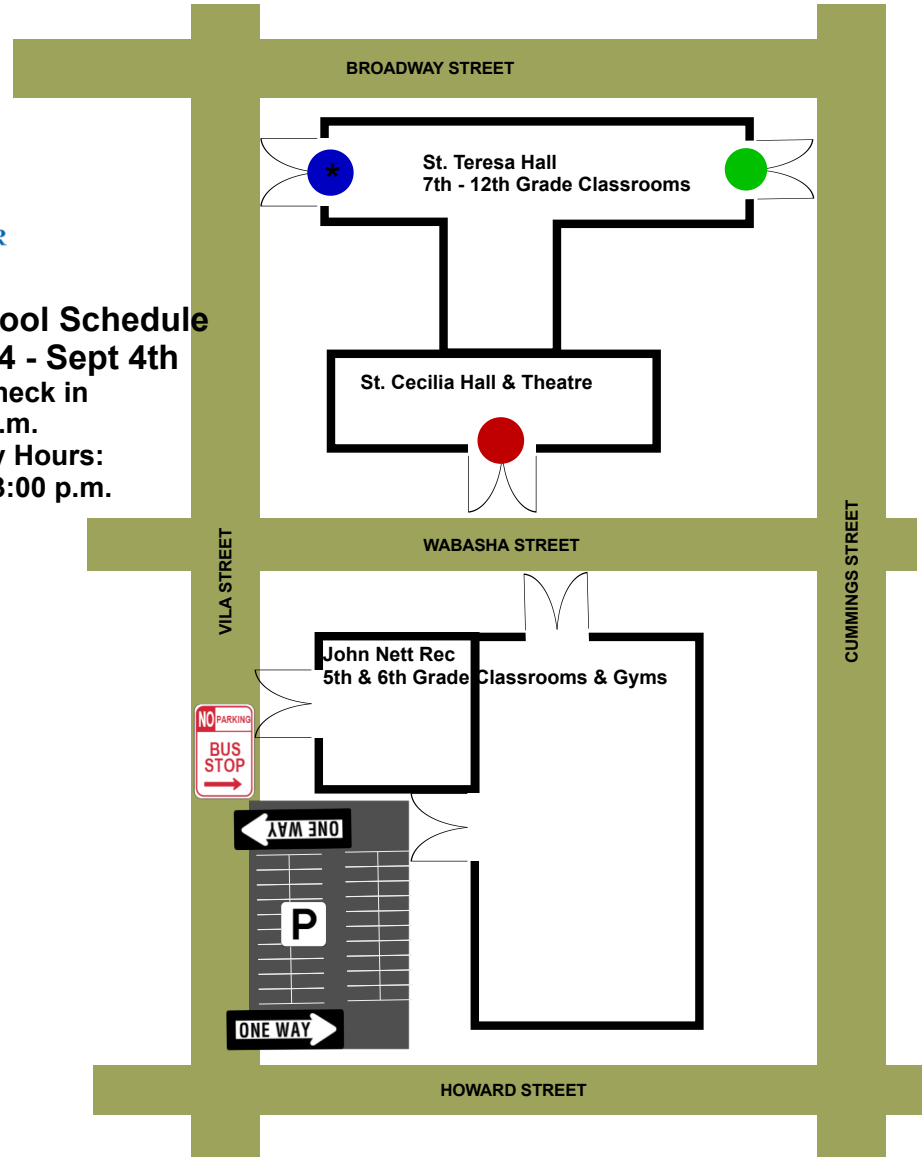 BROADWAY STREET
*
St. Teresa Hall
7th - 12th Grade Classrooms
R
ool Schedule
4 - Sept 4th
heck in
.m.
y Hours:
3:00 p.m.
St. Cecilia Hall & Theatre
WABASHA STREET
VILA STREET
CUMMINGS STREET
John Nett Rec
5th & 6th Grade Classrooms & Gyms
NO PARKING
BUS
STOP
ONE WAY
P
ONE WAY
HOWARD STREET